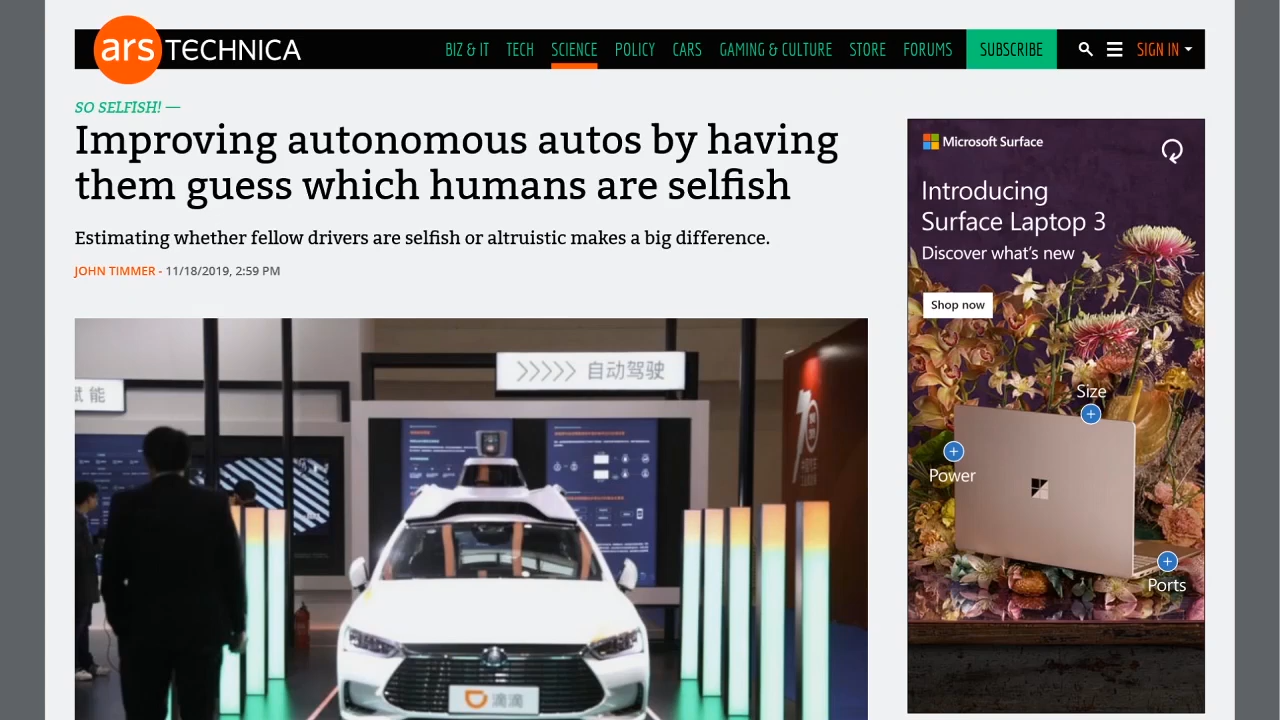 ars TECHNICA
BIZ & IT TECH SCIENCE POLICY CARS GAMING & CULTURE STORE FORUMS SUBSCRIBE SIGN IN
SO SELFISH! —
Improving autonomous autos by having
them guess which humans are selfish
Estimating whether fellow drivers are selfish or altruistic makes a big difference.
JOHN TIMMER - 11/18/2019, 2:59 PM
赋能
>>>>> 自动驾驶
滴滴
Microsoft Surface
Introducing
Surface Laptop 3
Discover what's new
Shop now
Size
Power
Ports